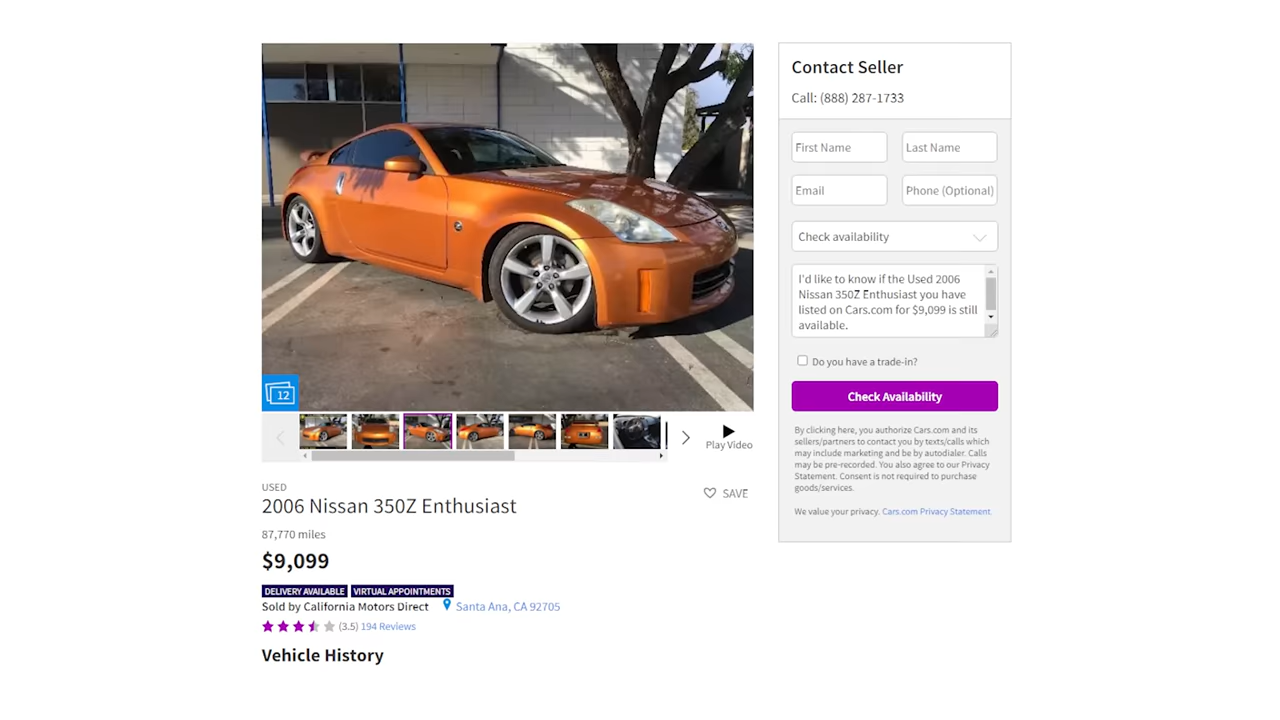 12
Play Video
USED
2006 Nissan 350Z Enthusiast
SAVE
87,770 miles
$9,099
DELIVERY AVAILABLE VIRTUAL APPOINTMENTS
Sold by California Motors Direct Santa Ana, CA 92705
(3.5) 194 Reviews
Vehicle History
Contact Seller
Call: (888) 287-1733
First Name Last Name
Email Phone (Optional)
Check availability
I'd like to know if the Used 2006
Nissan 350Z Enthusiast you have
listed on Cars.com for $9,099 is still
available.
Do you have a trade-in?
Check Availability
By clicking here, you authorize Cars.com and its
sellers/partners to contact you by texts/calls which
may include marketing and be by autodialer. Calls
may be pre-recorded. You also agree to our Privacy
Statement. Consent is not required to purchase
goods/services.
We value your privacy. Cars.com Privacy Statement.